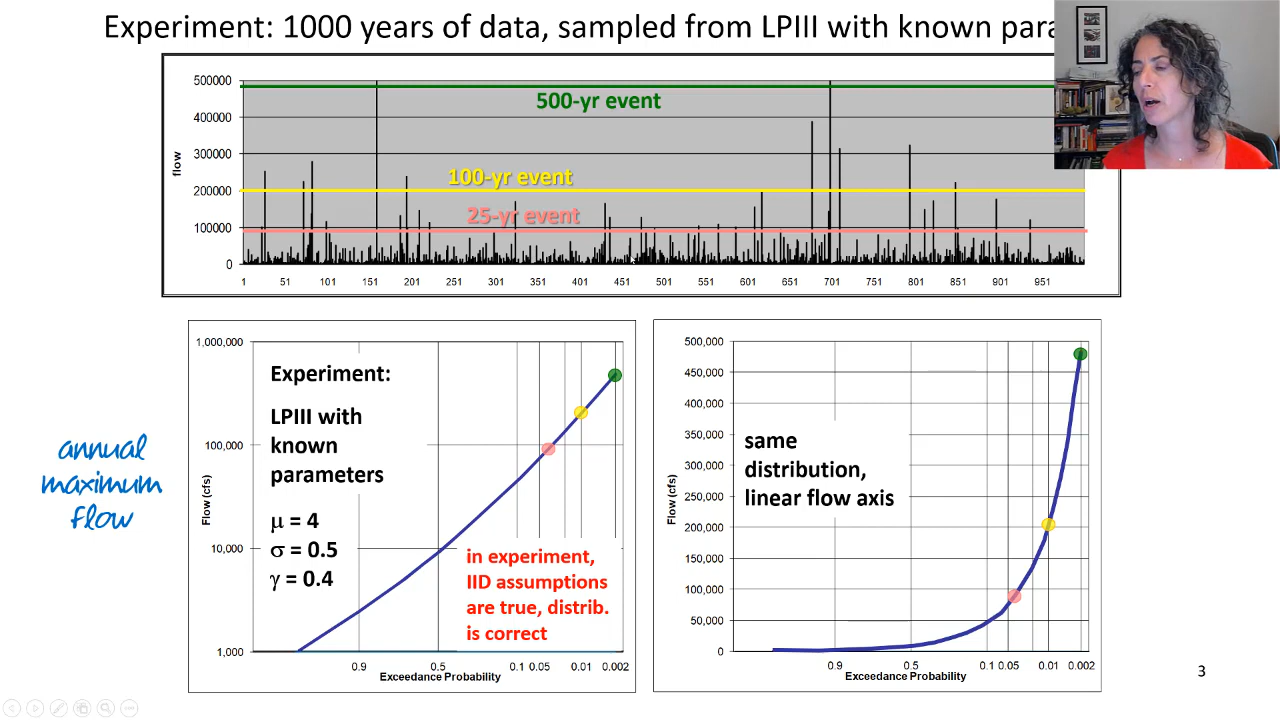 Experiment: 1000 years of data, sampled from LPIII with known para
500000
400000
300000
200000
100000
0
flow
500-yr event
100-yr event
25-yr event
1 51 101 151 201 251 301 351 401 451 501 551 601 651 701 751 801 851 901 951
annual
maximum
flow
1,000,000
100,000
10,000
1,000
Flow (cfs)
Experiment:
LPIII with
known
parameters
μ = 4
σ = 0.5
γ = 0.4
in experiment,
IID assumptions
are true, distrib.
is correct
0.9 0.5 0.1 0.05 0.01 0.002
Exceedance Probability
500,000
450,000
400,000
350,000
300,000
250,000
200,000
150,000
100,000
50,000
0
Flow (cfs)
same
distribution,
linear flow axis
0.9 0.5 0.1 0.05 0.01 0.002
Exceedance Probability
3